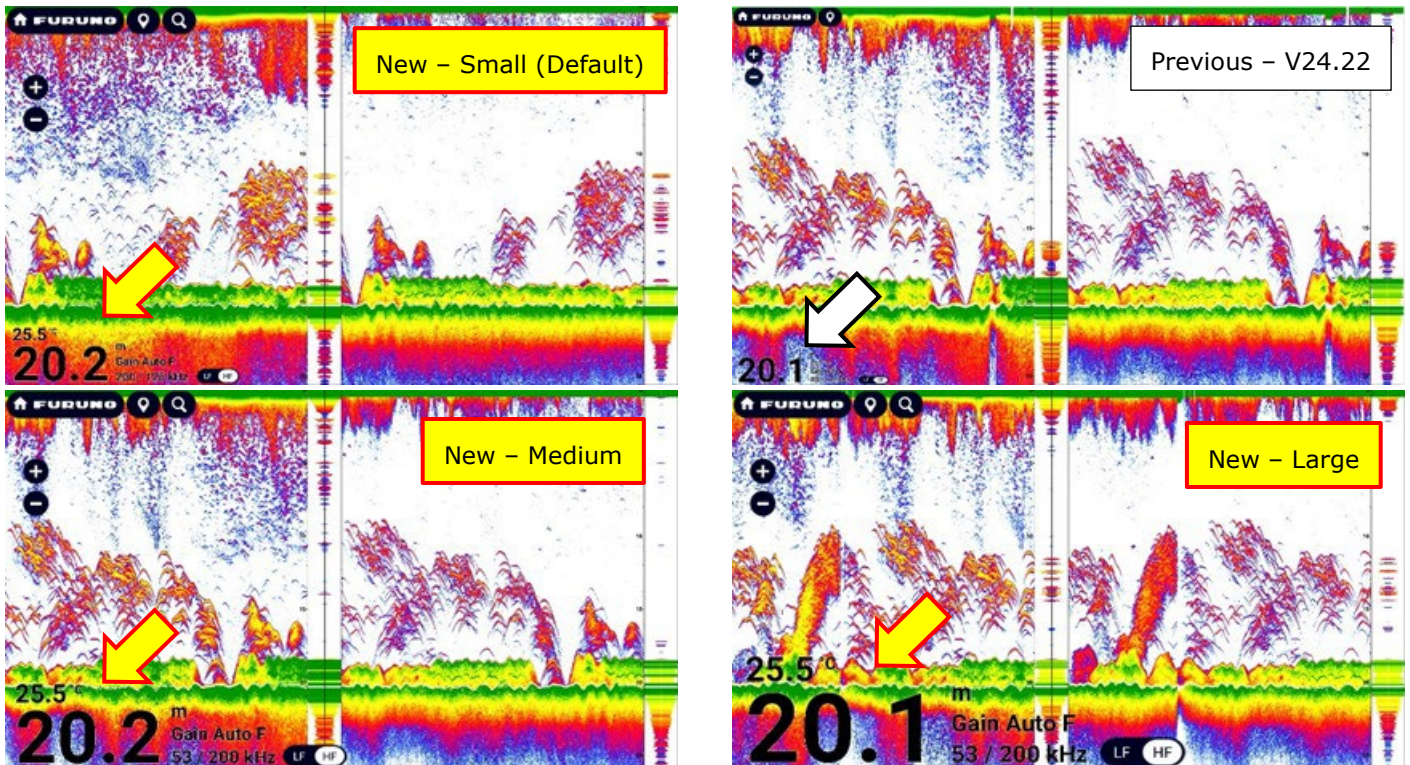 FURUNO
New – Small (Default)
25.5 °C
20.2 m
Gain Auto F
LF HF
FURUNO
Previous – V24.22
20.1
FURUNO
New – Medium
25.5 °C
20.2 m
Gain Auto F
53 / 200 kHz LF HF
FURUNO
New – Large
25.5 °C
20.1 m
Gain Auto F
53 / 200 kHz LF HF